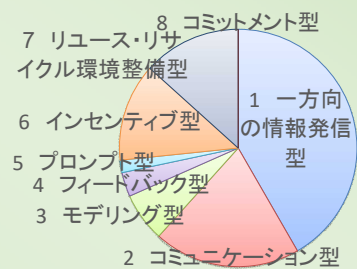 8 コミットメント型
7 リユース・リサ
イクル環境整備型
1 一方向
の情報発信
型
6 インセンティブ型
5 プロンプト型
4 フィードバック型
3 モデリング型
2 コミュニケーション型